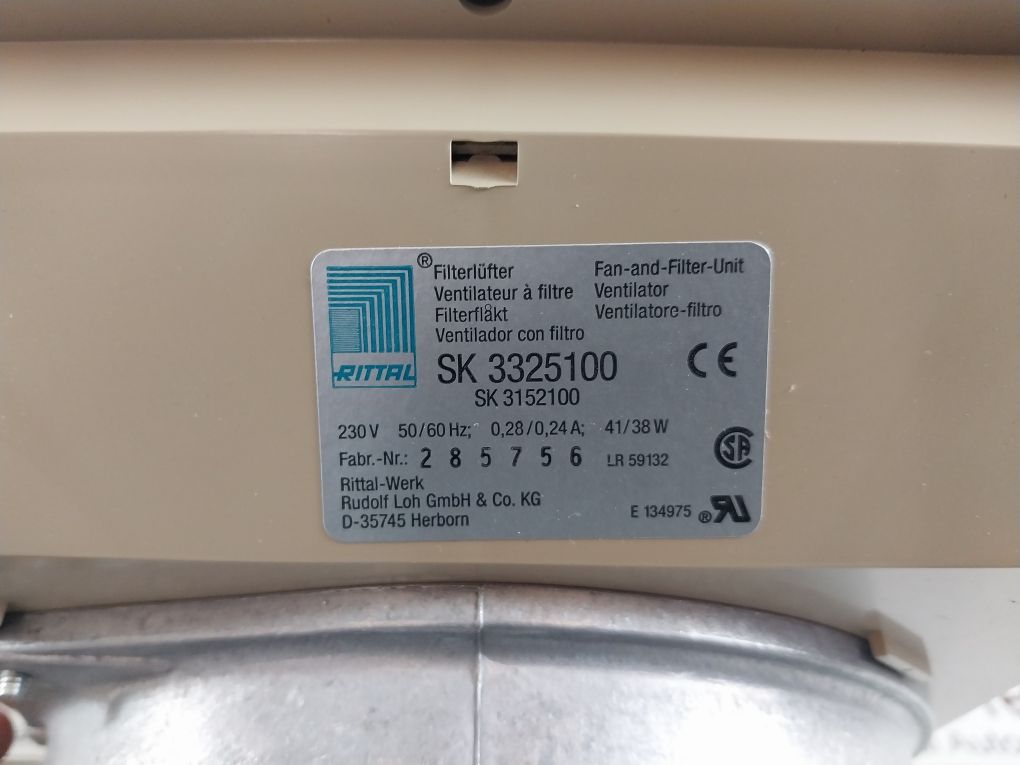 RITTAL
®
Filterlüfter Fan-and-Filter-Unit
Ventilateur à filtre Ventilator
Filterfläkt Ventilatore-filtro
Ventilador con filtro
SK 3325100 CE
SK 3152100
230 V 50/60 Hz; 0,28/0,24 A; 41/38 W
Fabr.-Nr.: 2 8 5 7 5 6 LR 59132
Rittal-Werk
Rudolf Loh GmbH & Co. KG
D-35745 Herborn
E 134975 ®